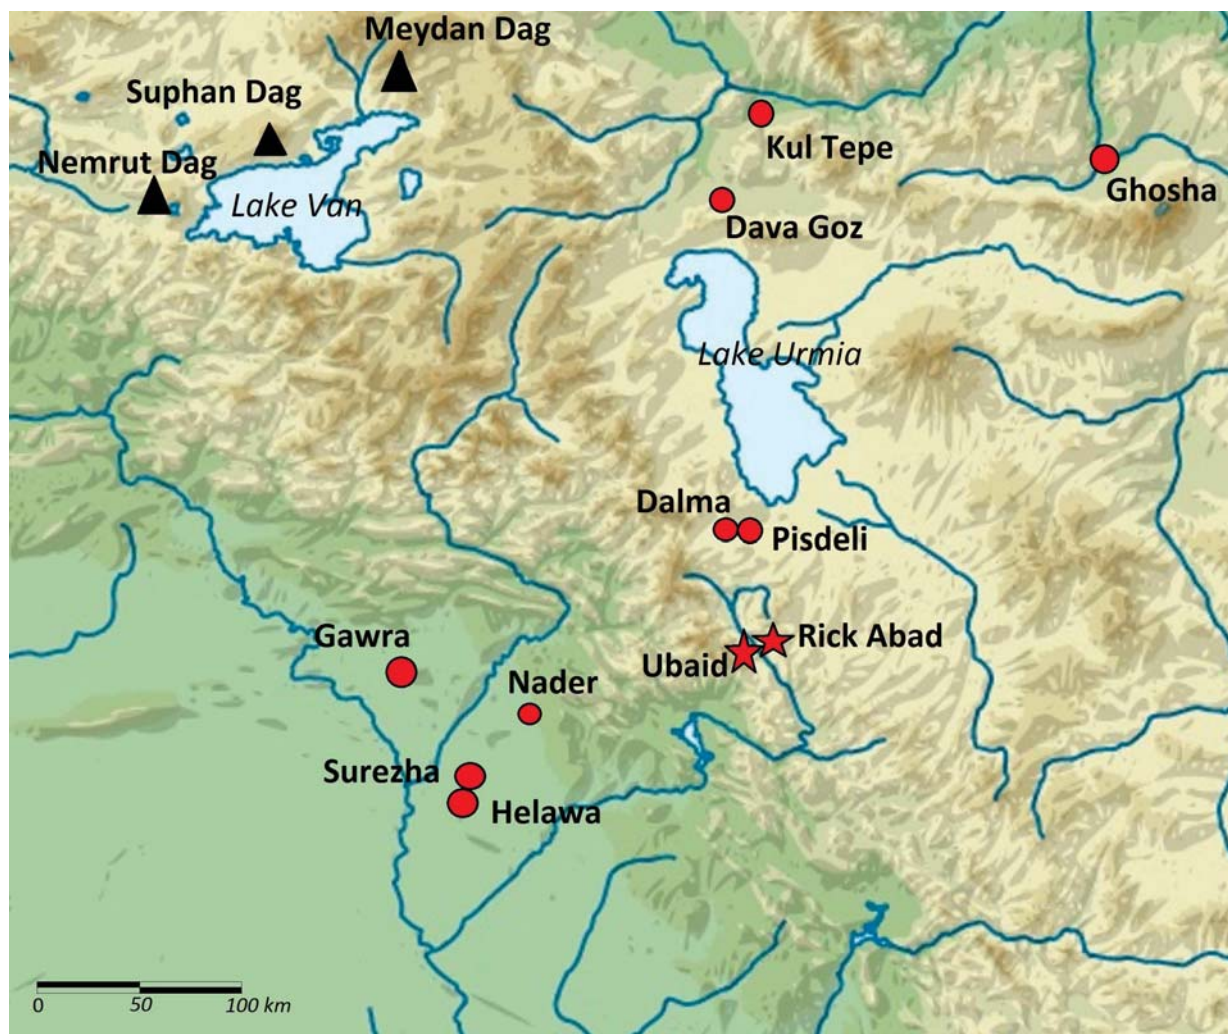 Meydan Dag
Suphan Dag
Nemrut Dag
Lake Van
Kul Tepe
Ghosha
Dava Goz
Lake Urmia
Dalma
Pisdeli
Rick Abad
Ubaid
Gawra
Nader
Surezha
Helawa
0 50 100 km